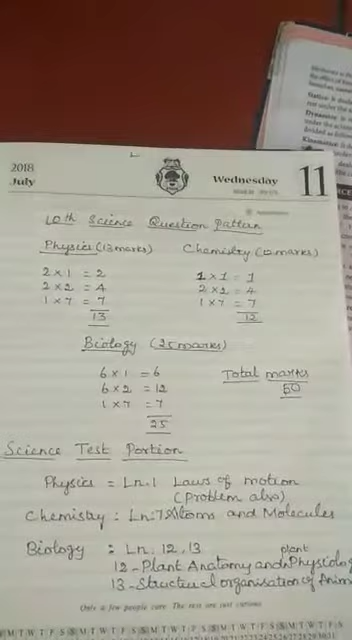 2018
July
Wednesday
11
10th Science Question pattern
Physics (13 marks)
2 x 1 = 2
2 x 2 = 4
1 x 7 = 7
13
Chemistry (12 marks)
1 x 1 = 1
2 x 2 = 4
1 x 7 = 7
12
Biology (25 marks)
6 x 1 = 6
6 x 2 = 12
1 x 7 = 7
25
Total marks
50
Science Test Portion
Physics = Ln.1 Laws of motion
(problem also)
Chemistry : Ln:7 Atoms and Molecules
Biology : Ln. 12, 13
12 - Plant Anatomy and plant Physiology
13 - Structural organisation of Anim
Only a few people care. The rest are just curious.